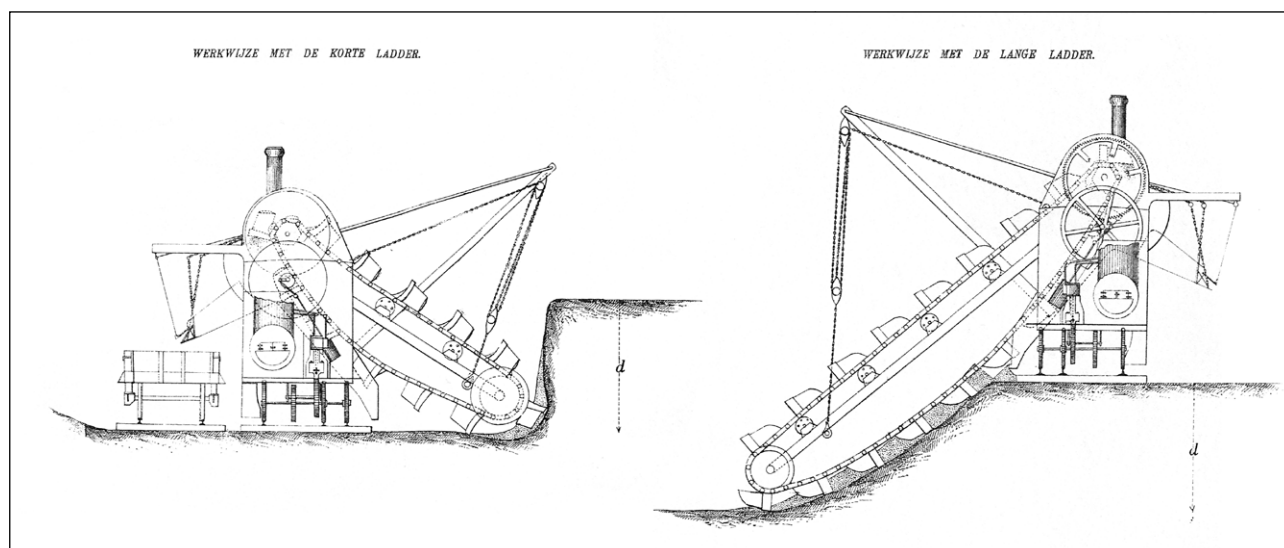 WERKWIJZE MET DE KORTE LADDER.
WERKWIJZE MET DE LANGE LADDER.
d
d